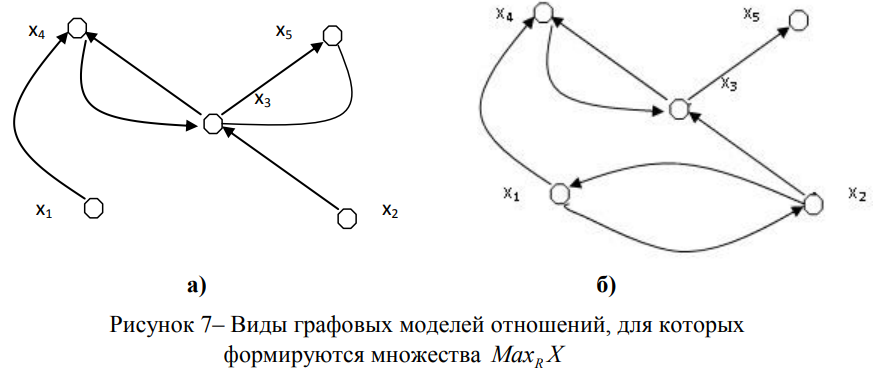 x₄ x₅ x₃ x₁ x₂
x₄ x₅ x₃ x₁ x₂
а) б)
Рисунок 7– Виды графовых моделей отношений, для которых
формируются множества Max_R X